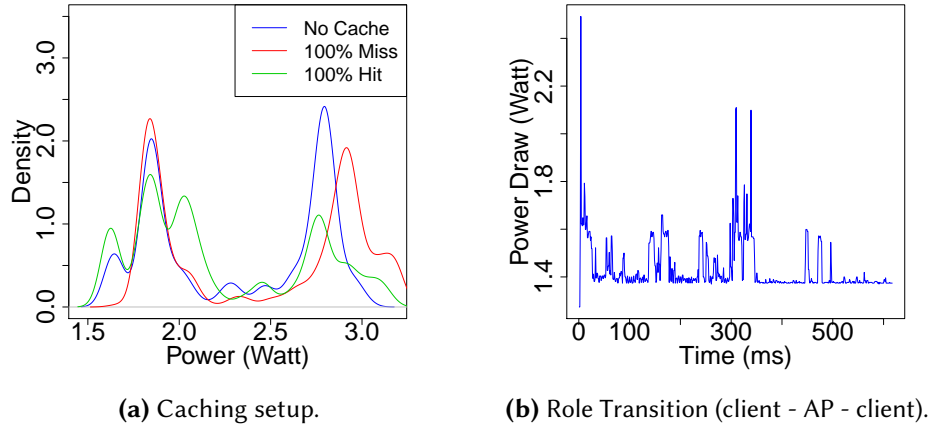 No Cache
100% Miss
100% Hit
Density
0.0 1.0 2.0 3.0
1.5 2.0 2.5 3.0
Power (Watt)
(a) Caching setup.
Power Draw (Watt)
1.4 1.8 2.2
0 100 300 500
Time (ms)
(b) Role Transition (client - AP - client).